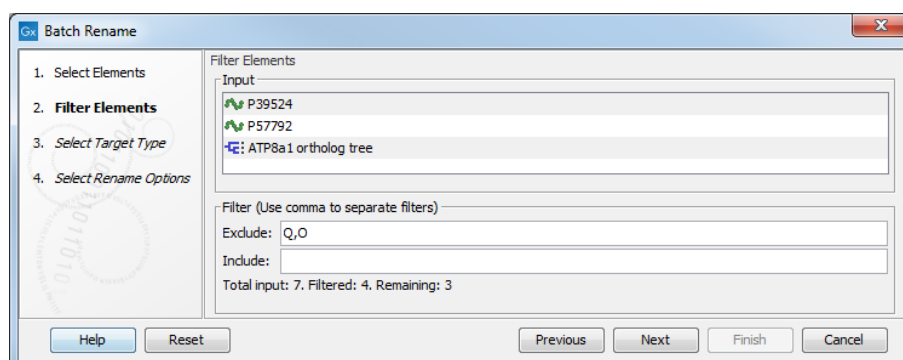 Gx Batch Rename
1. Select Elements
2. Filter Elements
3. Select Target Type
4. Select Rename Options
Filter Elements
Input
P39524
P57792
ATP8a1 ortholog tree
Filter (Use comma to separate filters)
Exclude: Q,O
Include:
Total input: 7. Filtered: 4. Remaining: 3
Help Reset Previous Next Finish Cancel